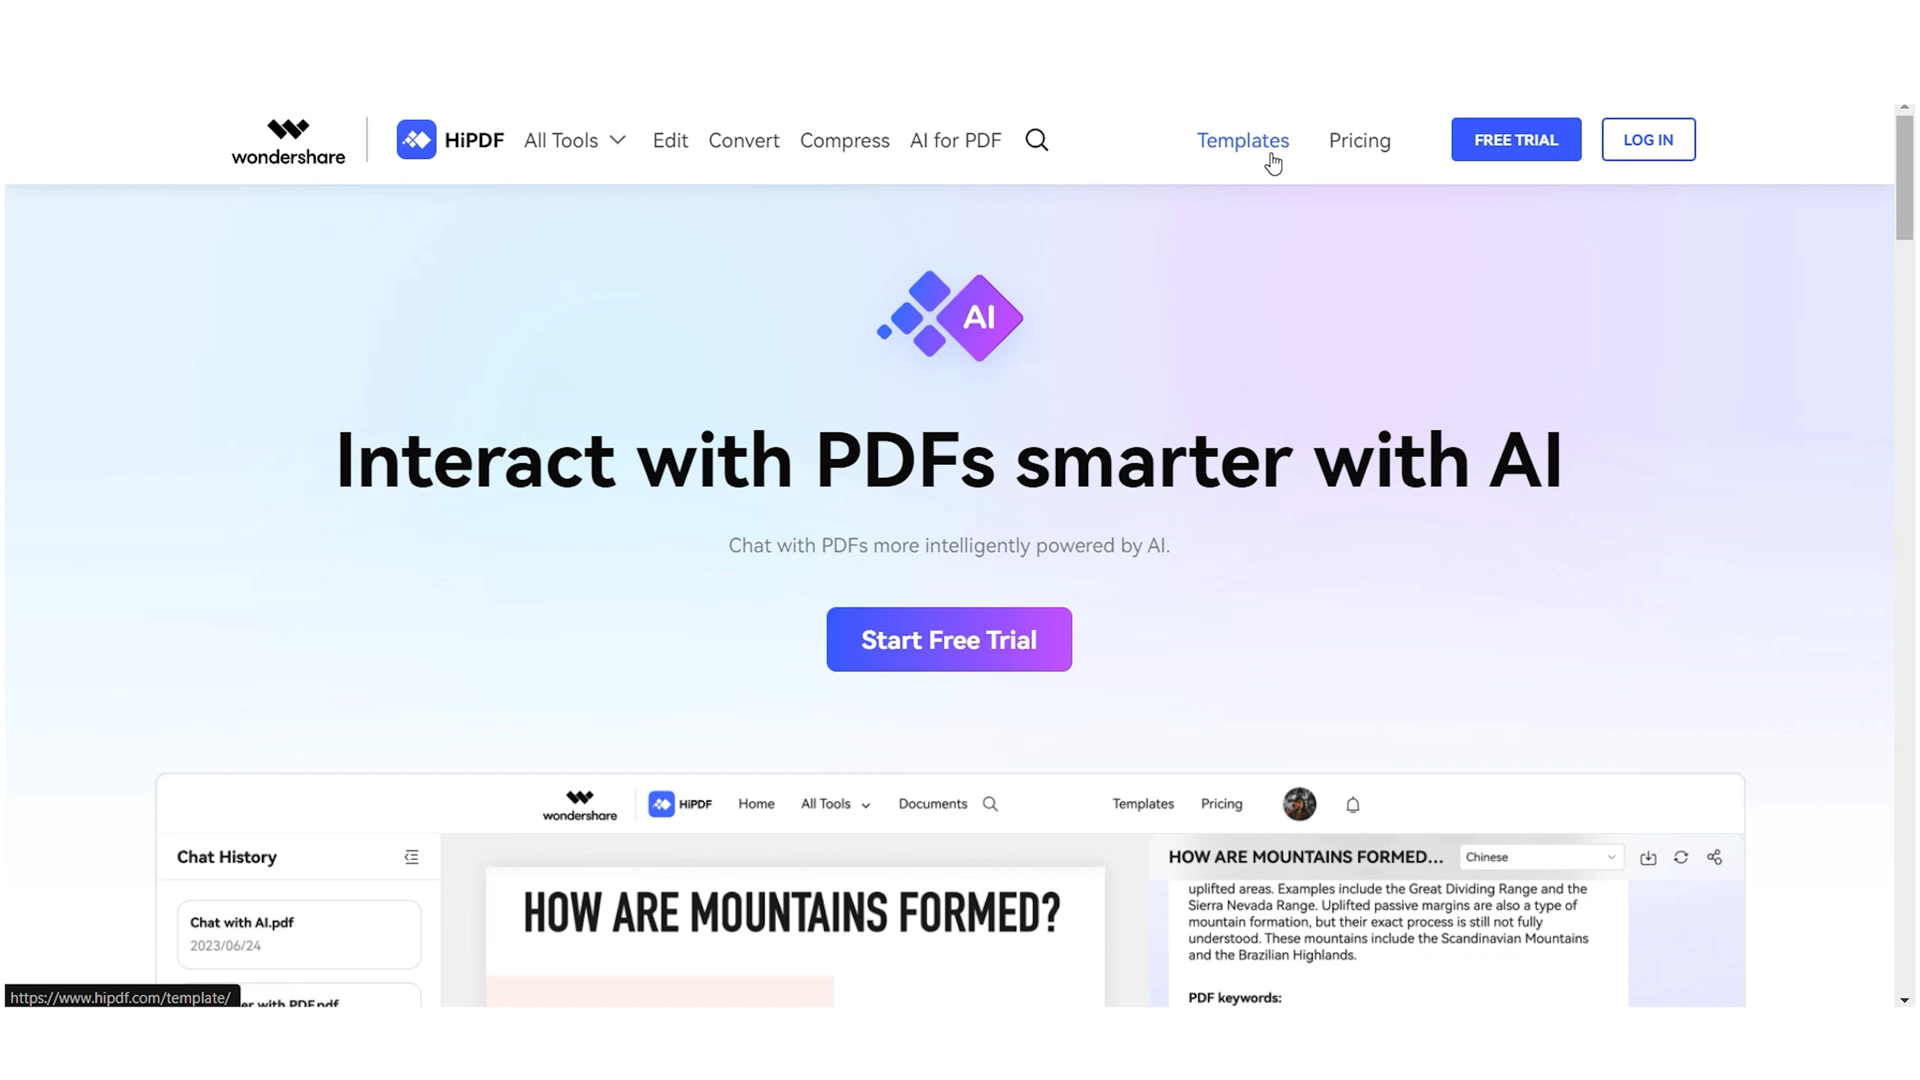 wondershare
HiPDF
All Tools
Edit
Convert
Compress
AI for PDF
Templates
Pricing
FREE TRIAL
LOG IN
AI
Interact with PDFs smarter with AI
Chat with PDFs more intelligently powered by AI.
Start Free Trial
wondershare
HiPDF
Home
All Tools
Documents
Templates
Pricing
Chat History
Chat with AI.pdf
2023/06/24
with PDF.pdf
HOW ARE MOUNTAINS FORMED?
HOW ARE MOUNTAINS FORMED...
Chinese
uplifted areas. Examples include the Great Dividing Range and the
Sierra Nevada Range. Uplifted passive margins are also a type of
mountain formation, but their exact process is still not fully
understood. These mountains include the Scandinavian Mountains
and the Brazilian Highlands.
PDF keywords:
https://www.hipdf.com/template/